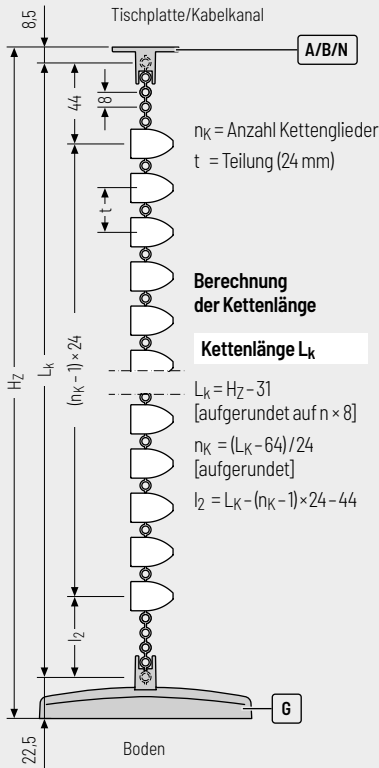 Tischplatte/Kabelkanal
8,5
A/B/N
44
8
nK = Anzahl Kettenglieder
t = Teilung (24 mm)
t
Berechnung
der Kettenlänge
Kettenlänge Lk
HZ
Lk
(nK – 1) × 24
Lk = HZ – 31
[aufgerundet auf n × 8]
nK = (LK – 64) / 24
[aufgerundet]
l2 = LK – (nK – 1) × 24 – 44
l2
G
22,5
Boden